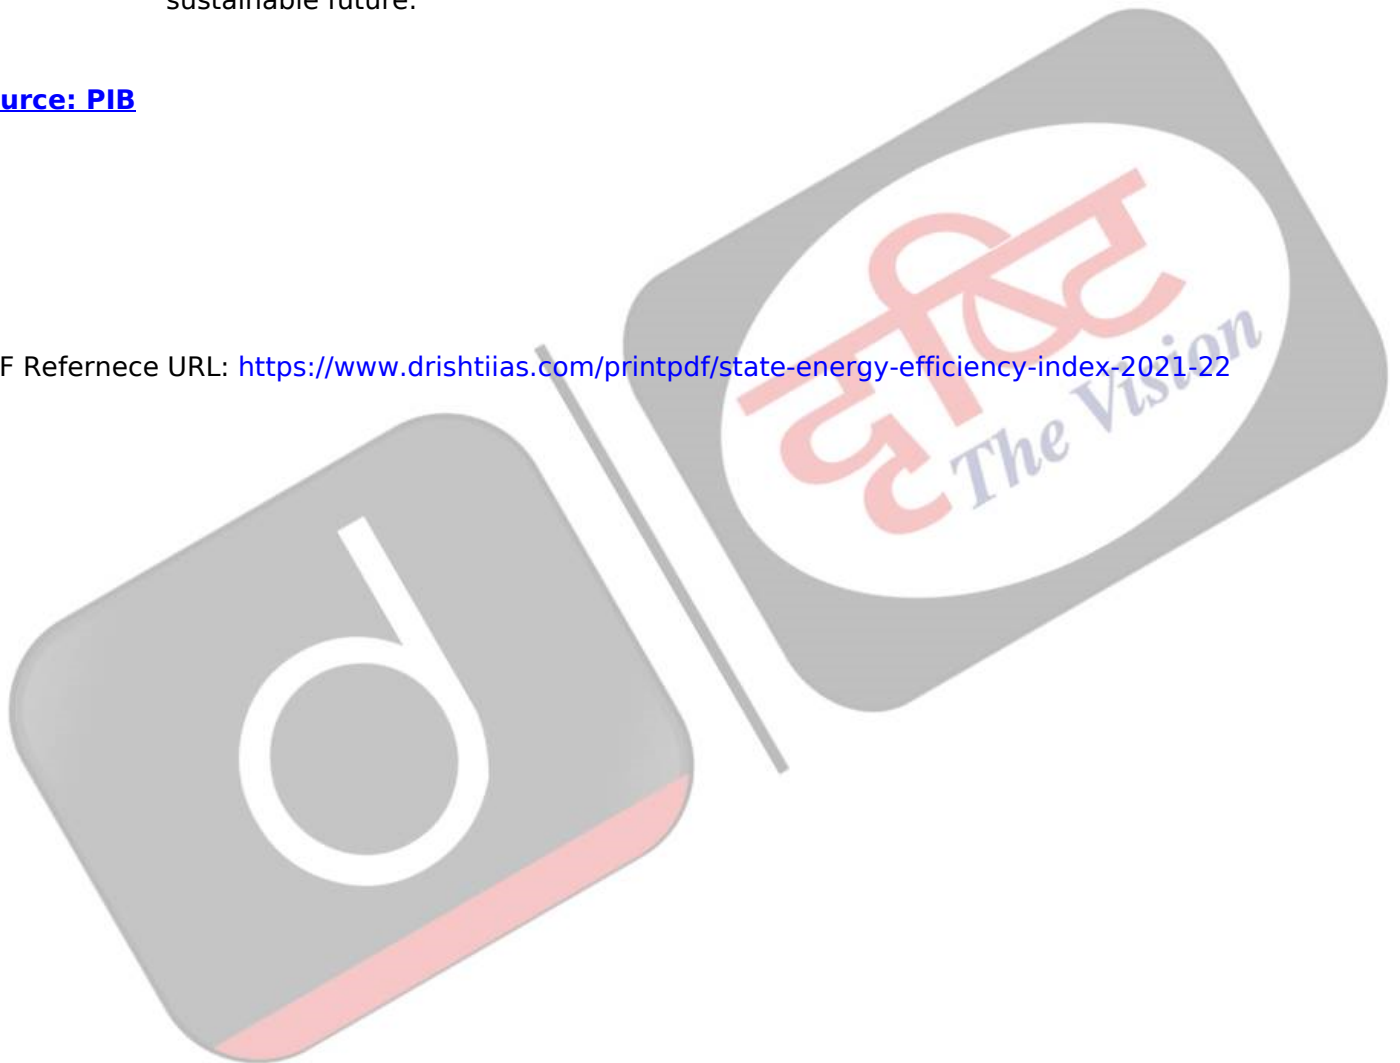 sustainable future.
urce: PIB
F Refernece URL: https://www.drishtiias.com/printpdf/state-energy-efficiency-index-2021-22
दृष्टि
The Vision
d